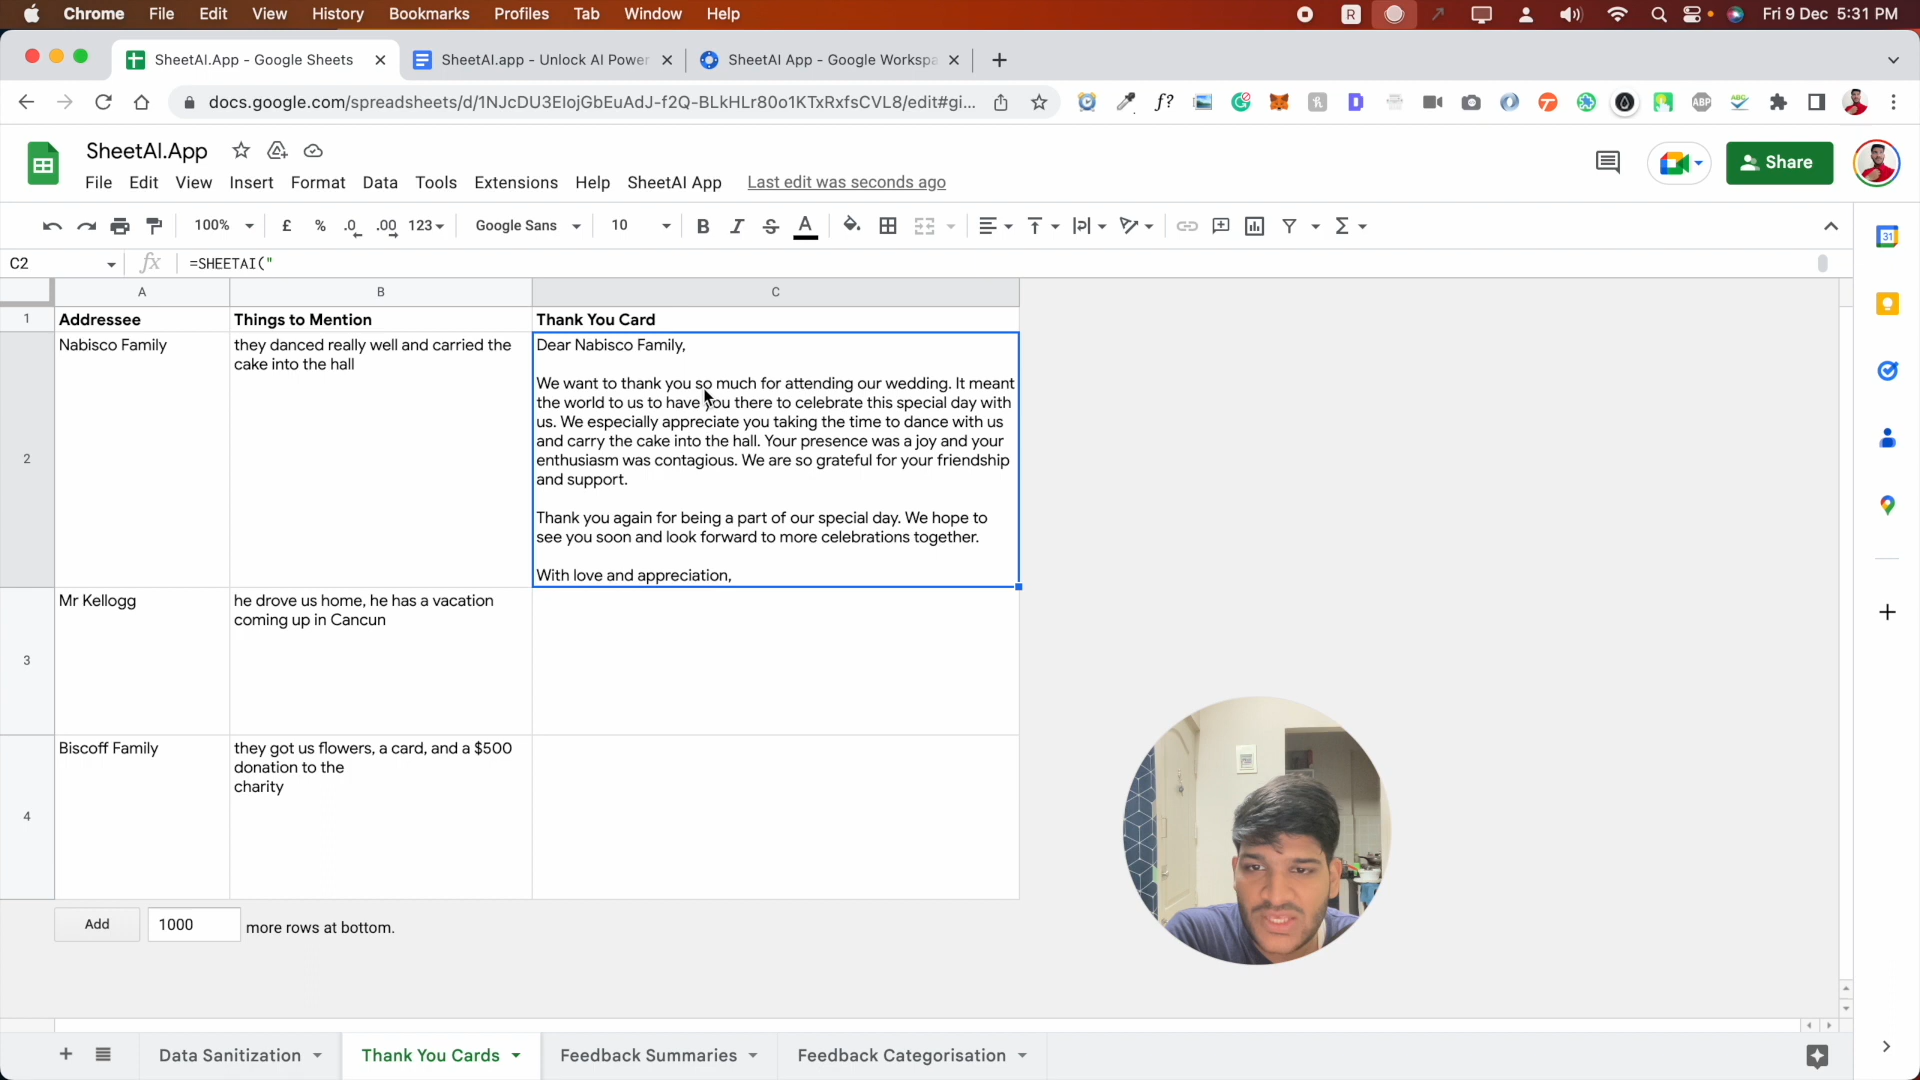 Chrome File Edit View History Bookmarks Profiles Tab Window Help Fri 9 Dec 5:31 PM
SheetAI.App - Google Sheets SheetAI.app - Unlock AI Power SheetAI App - Google Workspa
docs.google.com/spreadsheets/d/1NJcDU3EIojGbEuAdJ-f2Q-BLkHLr80o1KTxRxfsCVL8/edit#gi...
SheetAI.App
Share
File Edit View Insert Format Data Tools Extensions Help SheetAI App Last edit was seconds ago
100% £ % .0 .00 123 Google Sans 10 B I S A
C2 fx =SHEETAI("
A B C
1 Addressee Things to Mention Thank You Card
2
Nabisco Family
they danced really well and carried the
cake into the hall
Dear Nabisco Family,
We want to thank you so much for attending our wedding. It meant
the world to us to have you there to celebrate this special day with
us. We especially appreciate you taking the time to dance with us
and carry the cake into the hall. Your presence was a joy and your
enthusiasm was contagious. We are so grateful for your friendship
and support.
Thank you again for being a part of our special day. We hope to
see you soon and look forward to more celebrations together.
With love and appreciation,
3
Mr Kellogg
he drove us home, he has a vacation
coming up in Cancun
4
Biscoff Family
they got us flowers, a card, and a $500
donation to the
charity
Add 1000 more rows at bottom.
Data Sanitization Thank You Cards Feedback Summaries Feedback Categorisation